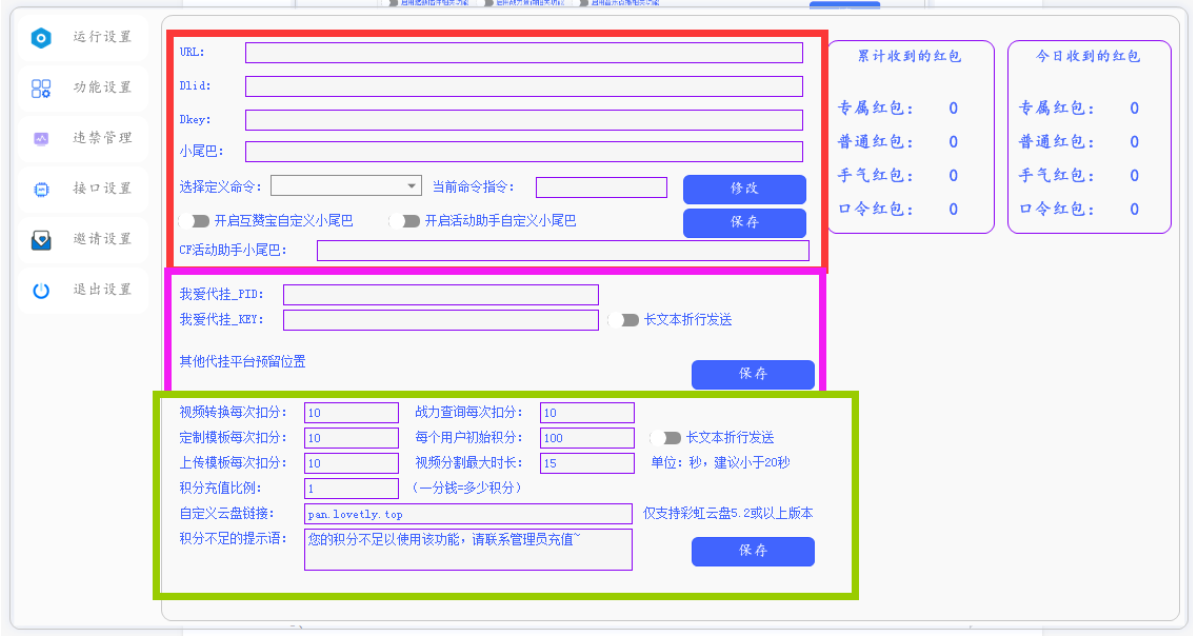 运行设置
功能设置
违禁管理
接口设置
邀请设置
退出设置
URL:
Dlid:
Dkey:
小尾巴:
选择定义命令: 当前命令指令: 修改
开启互赞宝自定义小尾巴 开启活动助手自定义小尾巴 保存
CF活动助手小尾巴:
我爱代挂_PID:
我爱代挂_KEY: 长文本折行发送
其他代挂平台预留位置
保存
视频转换每次扣分: 10 战力查询每次扣分: 10
定制模板每次扣分: 10 每个用户初始积分: 100 长文本折行发送
上传模板每次扣分: 10 视频分割最大时长: 15 单位: 秒, 建议小于20秒
积分充值比例: 1 (一分钱=多少积分)
自定义云盘链接: pan.lovetly.top 仅支持彩虹云盘5.2或以上版本
积分不足的提示语: 您的积分不足以使用该功能, 请联系管理员充值~
保存
累计收到的红包
专属红包: 0
普通红包: 0
手气红包: 0
口令红包: 0
今日收到的红包
专属红包: 0
普通红包: 0
手气红包: 0
口令红包: 0